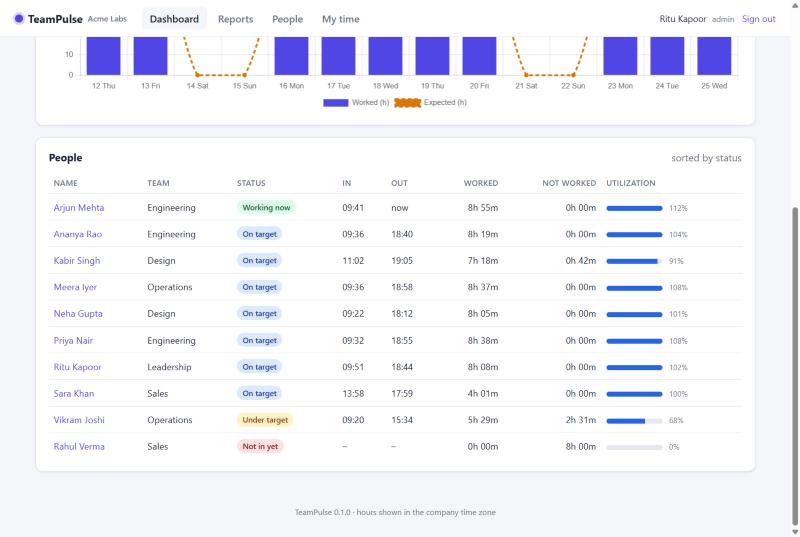 TeamPulse Acme Labs Dashboard Reports People My time Ritu Kapoor admin Sign out
10
0
12 Thu 13 Fri 14 Sat 15 Sun 16 Mon 17 Tue 18 Wed 19 Thu 20 Fri 21 Sat 22 Sun 23 Mon 24 Tue 25 Wed
Worked (h) Expected (h)
People sorted by status
NAME TEAM STATUS IN OUT WORKED NOT WORKED UTILIZATION
Arjun Mehta Engineering Working now 09:41 now 8h 55m 0h 00m 112%
Ananya Rao Engineering On target 09:36 18:40 8h 19m 0h 00m 104%
Kabir Singh Design On target 11:02 19:05 7h 18m 0h 42m 91%
Meera Iyer Operations On target 09:36 18:58 8h 37m 0h 00m 108%
Neha Gupta Design On target 09:22 18:12 8h 05m 0h 00m 101%
Priya Nair Engineering On target 09:32 18:55 8h 38m 0h 00m 108%
Ritu Kapoor Leadership On target 09:51 18:44 8h 08m 0h 00m 102%
Sara Khan Sales On target 13:58 17:59 4h 01m 0h 00m 100%
Vikram Joshi Operations Under target 09:20 15:34 5h 29m 2h 31m 68%
Rahul Verma Sales Not in yet – – 0h 00m 8h 00m 0%
TeamPulse 0.1.0 · hours shown in the company time zone